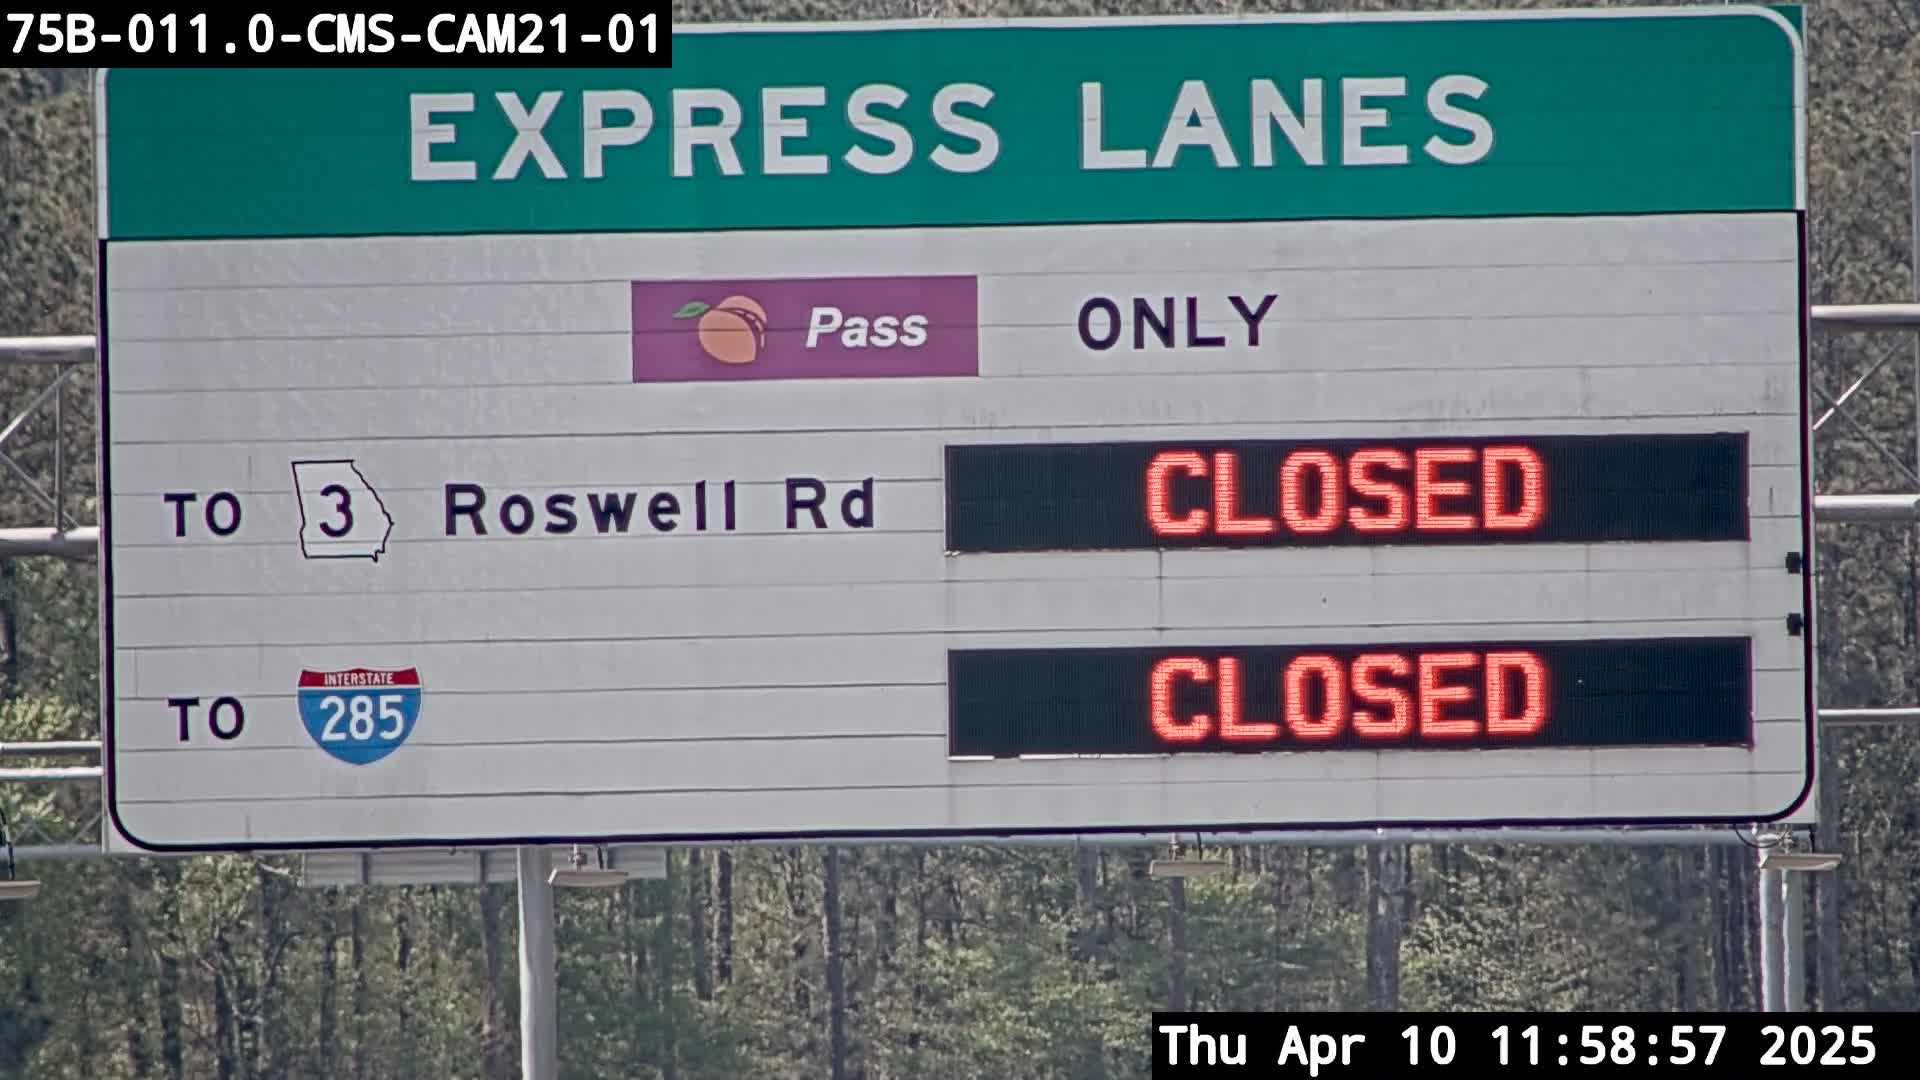 75B-011.0-CMS-CAM21-01
EXPRESS LANES
Pass ONLY
TO 3 Roswell Rd CLOSED
INTERSTATE
TO 285 CLOSED
Thu Apr 10 11:58:57 2025